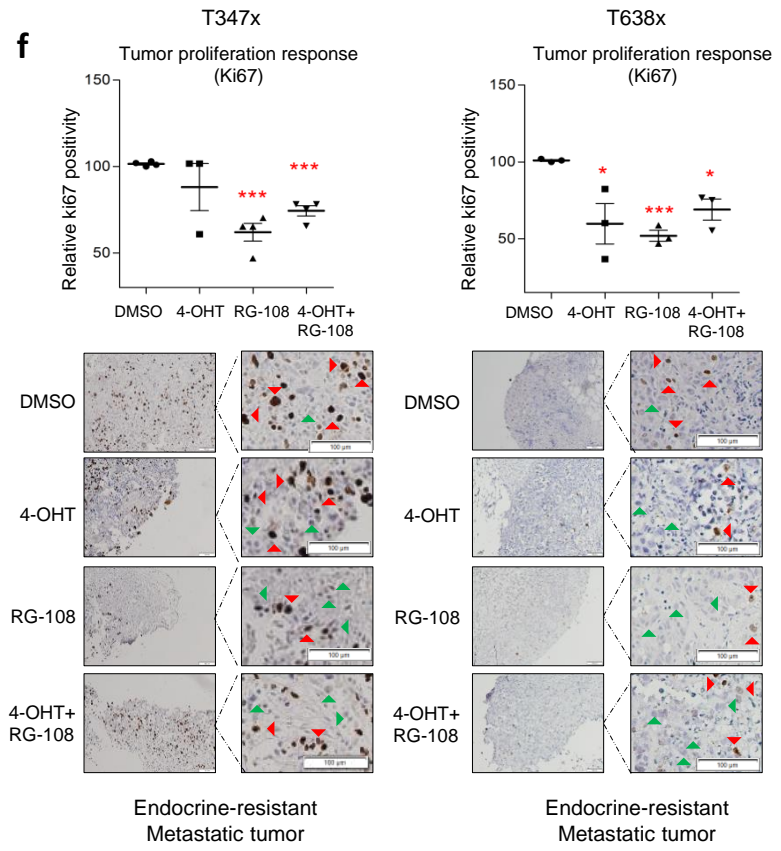 f
T347x
Tumor proliferation response
(Ki67)
Relative ki67 positivity
150
100
50
***
***
DMSO
4-OHT
RG-108
4-OHT+
RG-108
DMSO
100 µm
4-OHT
100 µm
RG-108
100 µm
4-OHT+
RG-108
100 µm
Endocrine-resistant
Metastatic tumor
T638x
Tumor proliferation response
(Ki67)
Relative ki67 positivity
150
100
50
*
***
*
DMSO
4-OHT
RG-108
4-OHT+
RG-108
DMSO
100 µm
4-OHT
100 µm
RG-108
100 µm
4-OHT+
RG-108
100 µm
Endocrine-resistant
Metastatic tumor